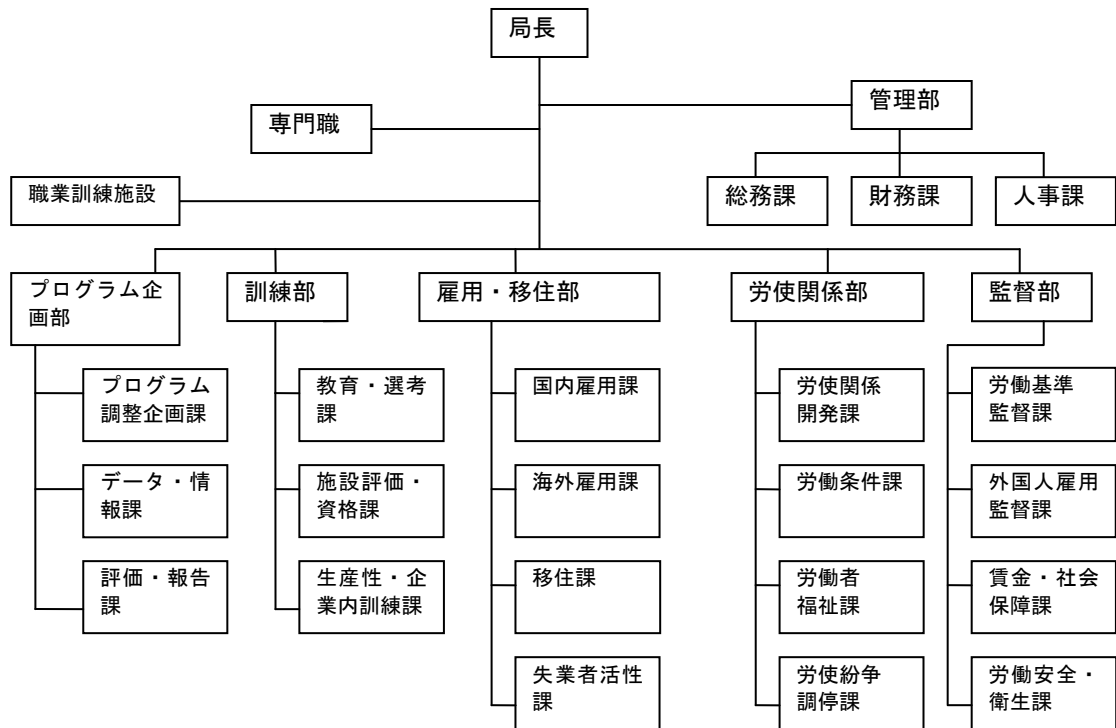 局長
管理部
専門職
総務課
財務課
人事課
職業訓練施設
プログラム企
画部
訓練部
雇用・移住部
労使関係部
監督部
プログラム
調整企画課
教育・選考
課
国内雇用課
労使関係
開発課
労働基準
監督課
データ・情
報課
施設評価・
資格課
海外雇用課
労働条件課
外国人雇用
監督課
評価・報告
課
生産性・企
業内訓練課
移住課
労働者
福祉課
賃金・社会
保障課
失業者活性
課
労使紛争
調停課
労働安全・
衛生課